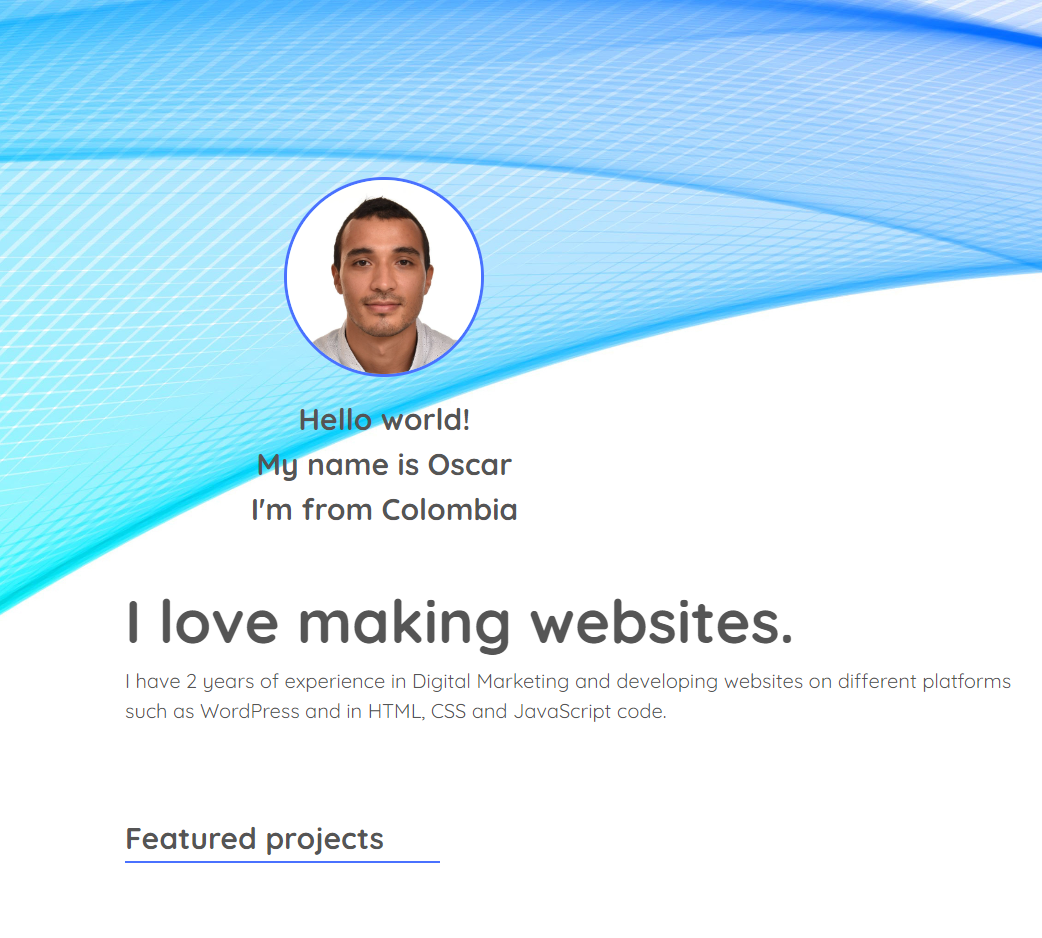 Hello world!
My name is Oscar
I'm from Colombia
I love making websites.
I have 2 years of experience in Digital Marketing and developing websites on different platforms
such as WordPress and in HTML, CSS and JavaScript code.
Featured projects